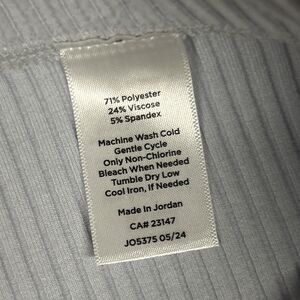 71% Polyester
24% Viscose
5% Spandex
Machine Wash Cold
Gentle Cycle
Only Non-Chlorine
Bleach When Needed
Tumble Dry Low
Cool Iron, If Needed
Made in Jordan
CA# 23147
JO5375 05/24